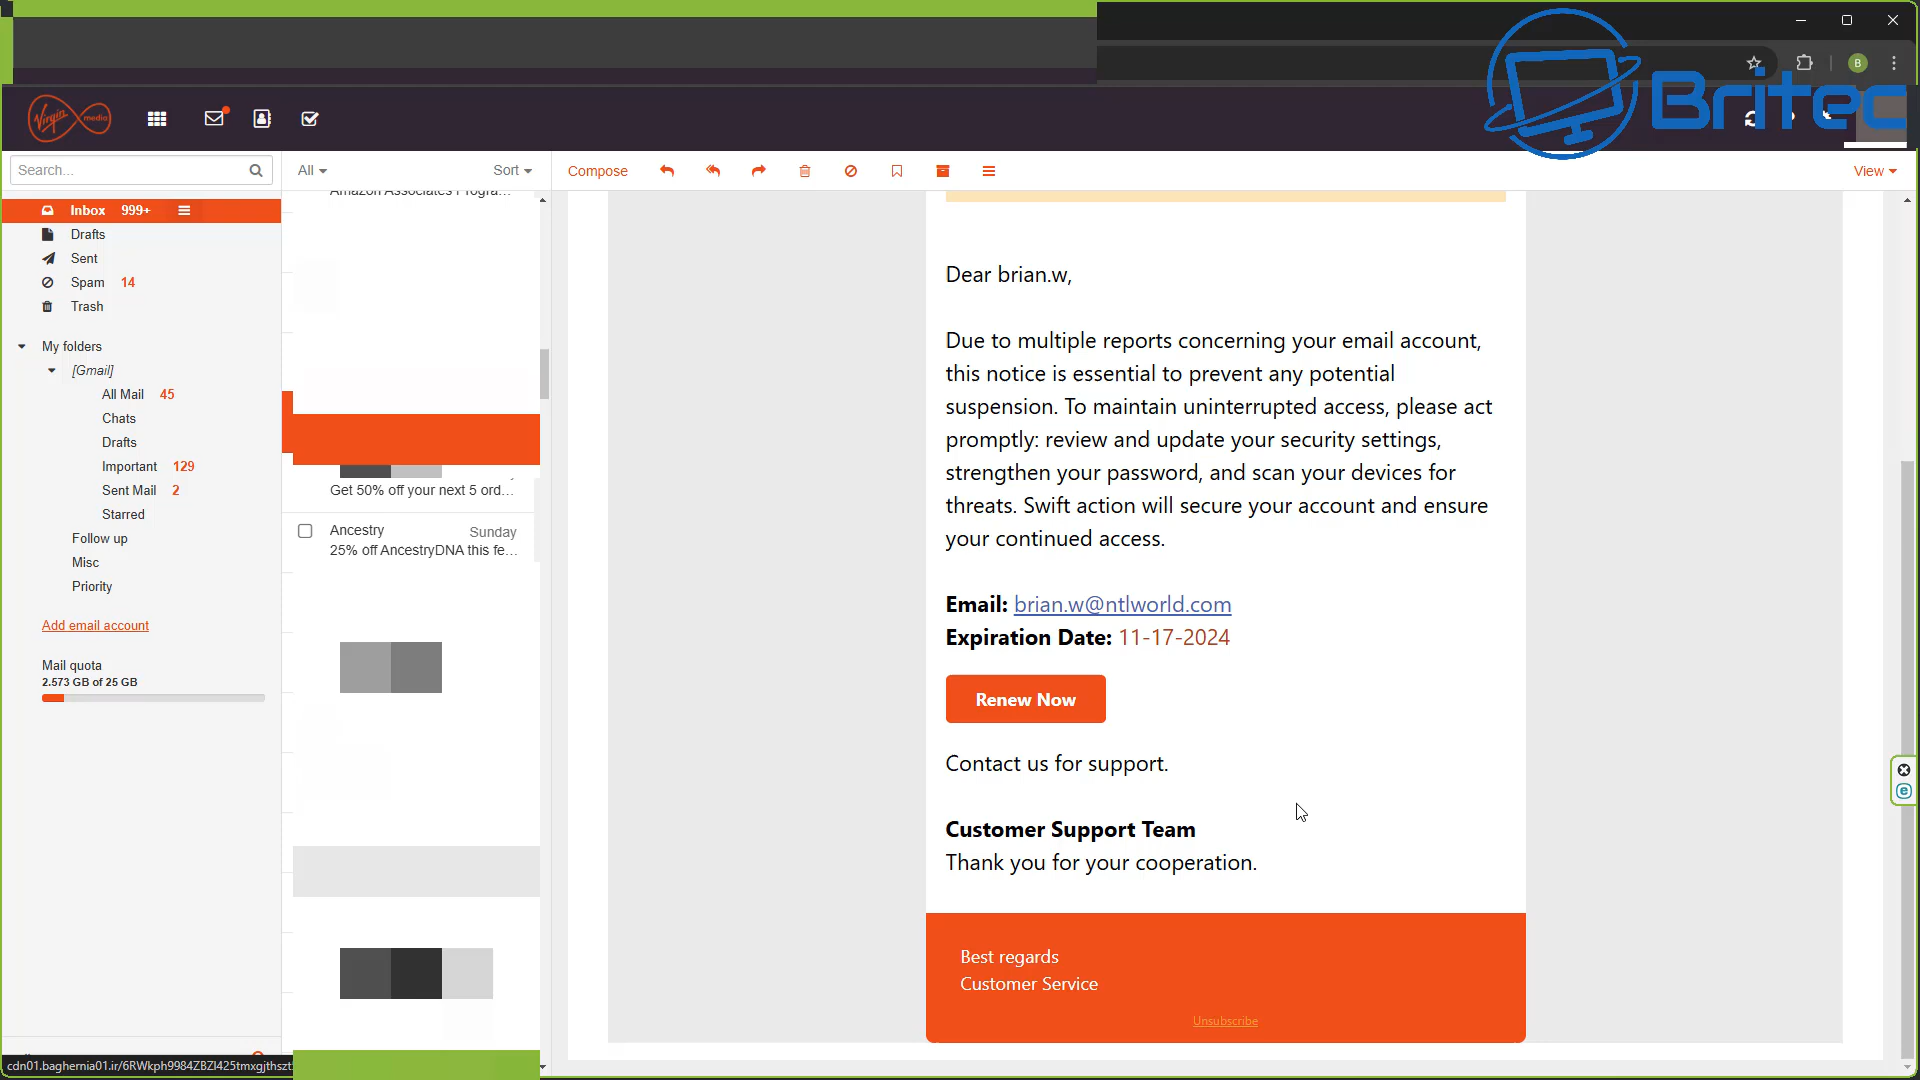 Britec
B
Virgin media
Search...
All
Sort
Compose
View
Inbox 999+
Drafts
Sent
Spam 14
Trash
My folders
[Gmail]
All Mail 45
Chats
Drafts
Important 129
Sent Mail 2
Starred
Follow up
Misc
Priority
Add email account
Mail quota
2.573 GB of 25 GB
cdn01.baghernia01.ir/6RWkph9984ZBZI425tmxgjthszt
Amazon Associates Progra...
Get 50% off your next 5 ord...
Ancestry Sunday
25% off AncestryDNA this fe...
Dear brian.w,
Due to multiple reports concerning your email account,
this notice is essential to prevent any potential
suspension. To maintain uninterrupted access, please act
promptly: review and update your security settings,
strengthen your password, and scan your devices for
threats. Swift action will secure your account and ensure
your continued access.
Email: brian.w@ntlworld.com
Expiration Date: 11-17-2024
Renew Now
Contact us for support.
Customer Support Team
Thank you for your cooperation.
Best regards
Customer Service
Unsubscribe